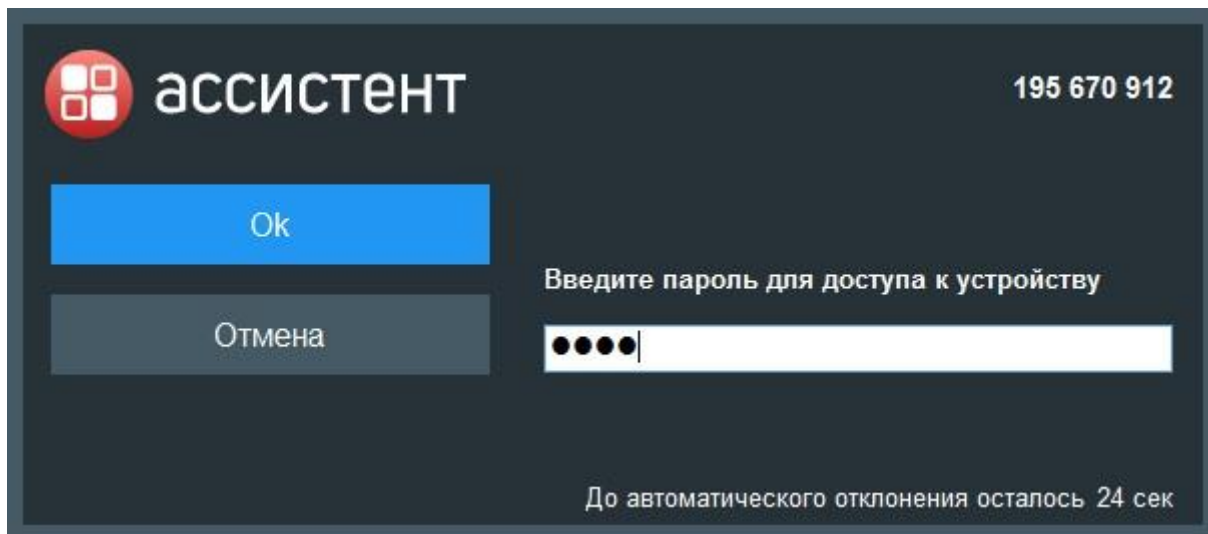 ассистент
195 670 912
Ok
Введите пароль для доступа к устройству
Отмена
●●●●
До автоматического отклонения осталось 24 сек